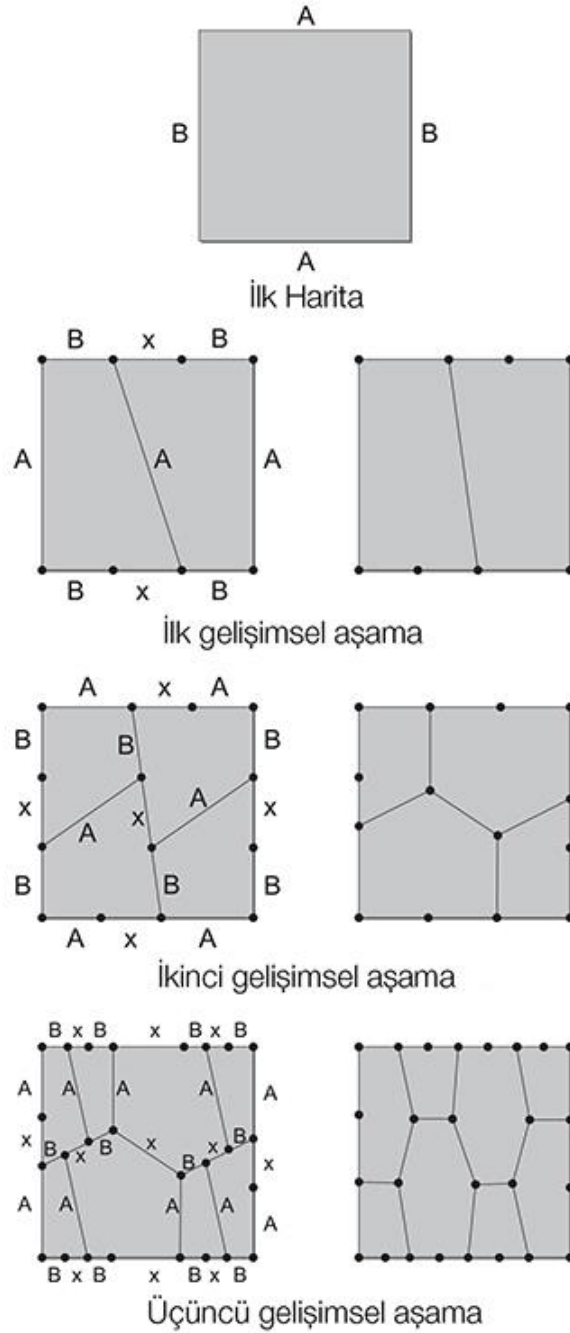 A
B B
A
İlk Harita
B x B
A A A
B x B
İlk gelişimsel aşama
A x A
B B B
x A x A x
B B B
A x A
İkinci gelişimsel aşama
B x B x B x B
A A A A A
x B x B x B x B x
A A A A A
B x B x B x B
Üçüncü gelişimsel aşama